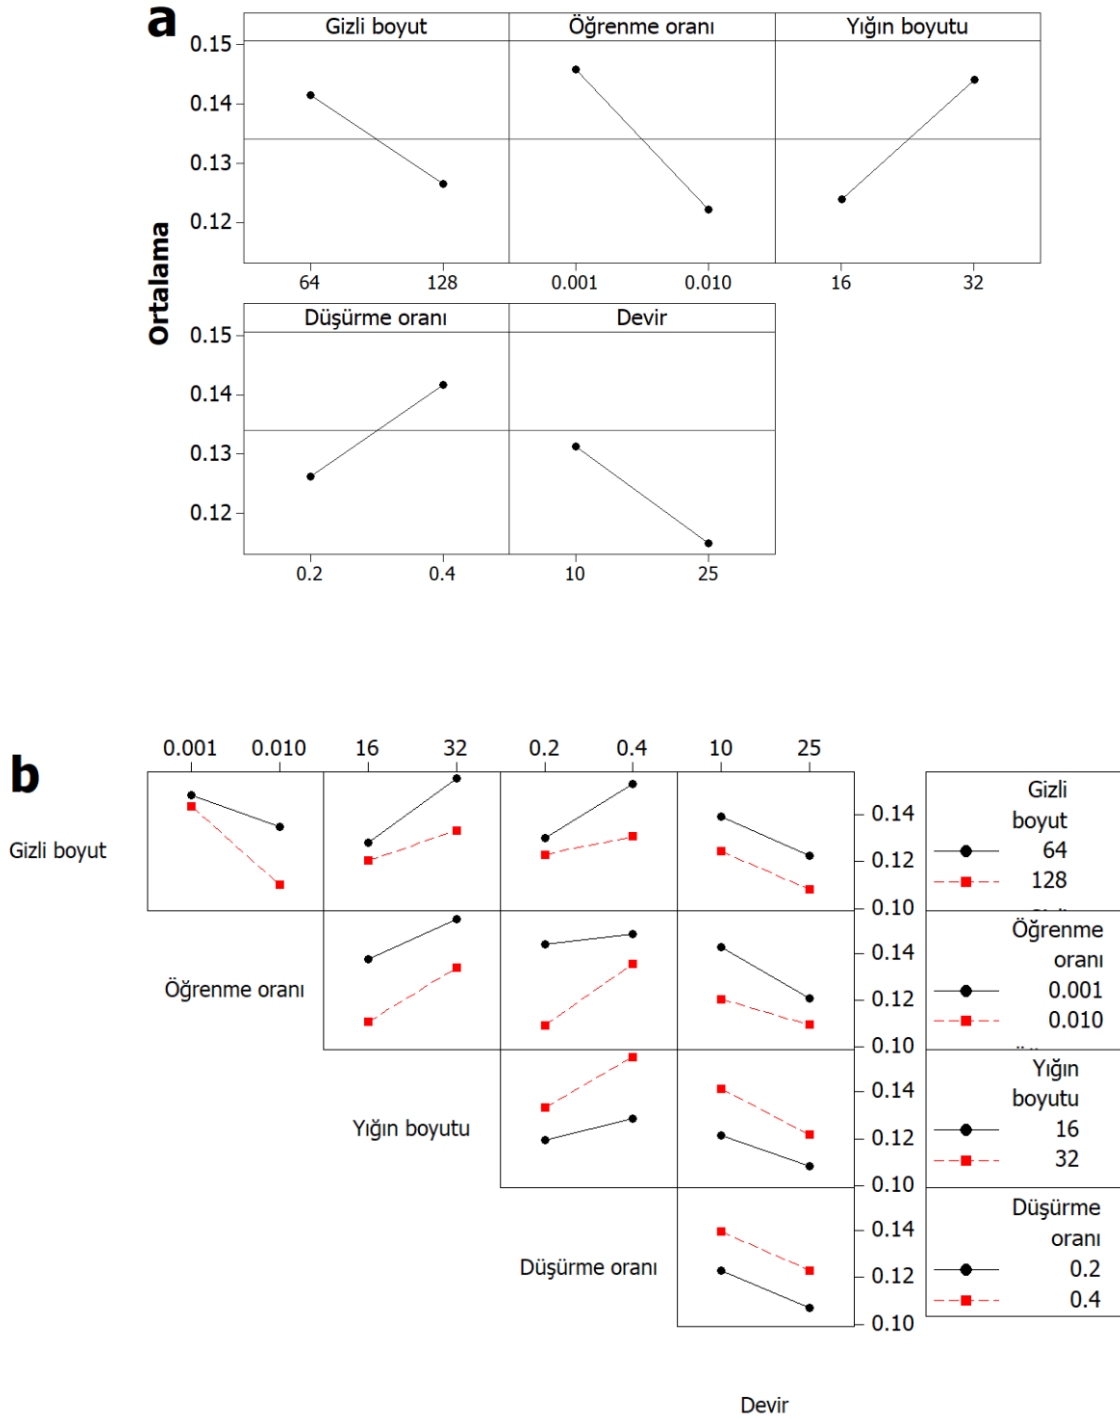 a
Gizli boyut Öğrenme oranı Yığın boyutu
0.15
0.14
0.13
0.12
64 128 0.001 0.010 16 32
Ortalama
Düşürme oranı Devir
0.15
0.14
0.13
0.12
0.2 0.4 10 25
b
0.001 0.010 16 32 0.2 0.4 10 25
Gizli boyut
0.14
0.12
0.10
Gizli
boyut
64
128
Öğrenme oranı
0.14
0.12
0.10
Öğrenme
oranı
0.001
0.010
Yığın boyutu
0.14
0.12
0.10
Yığın
boyutu
16
32
Düşürme oranı
0.14
0.12
0.10
Düşürme
oranı
0.2
0.4
Devir